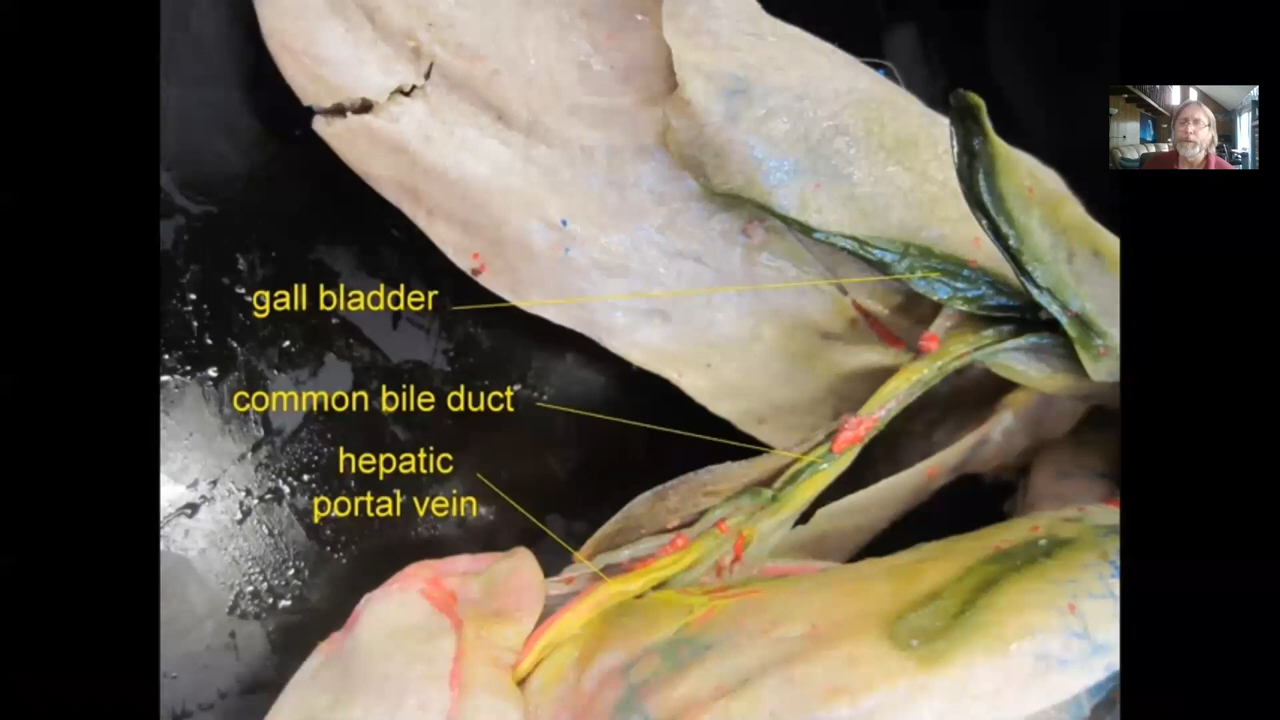 gall bladder
common bile duct
hepatic
portal vein